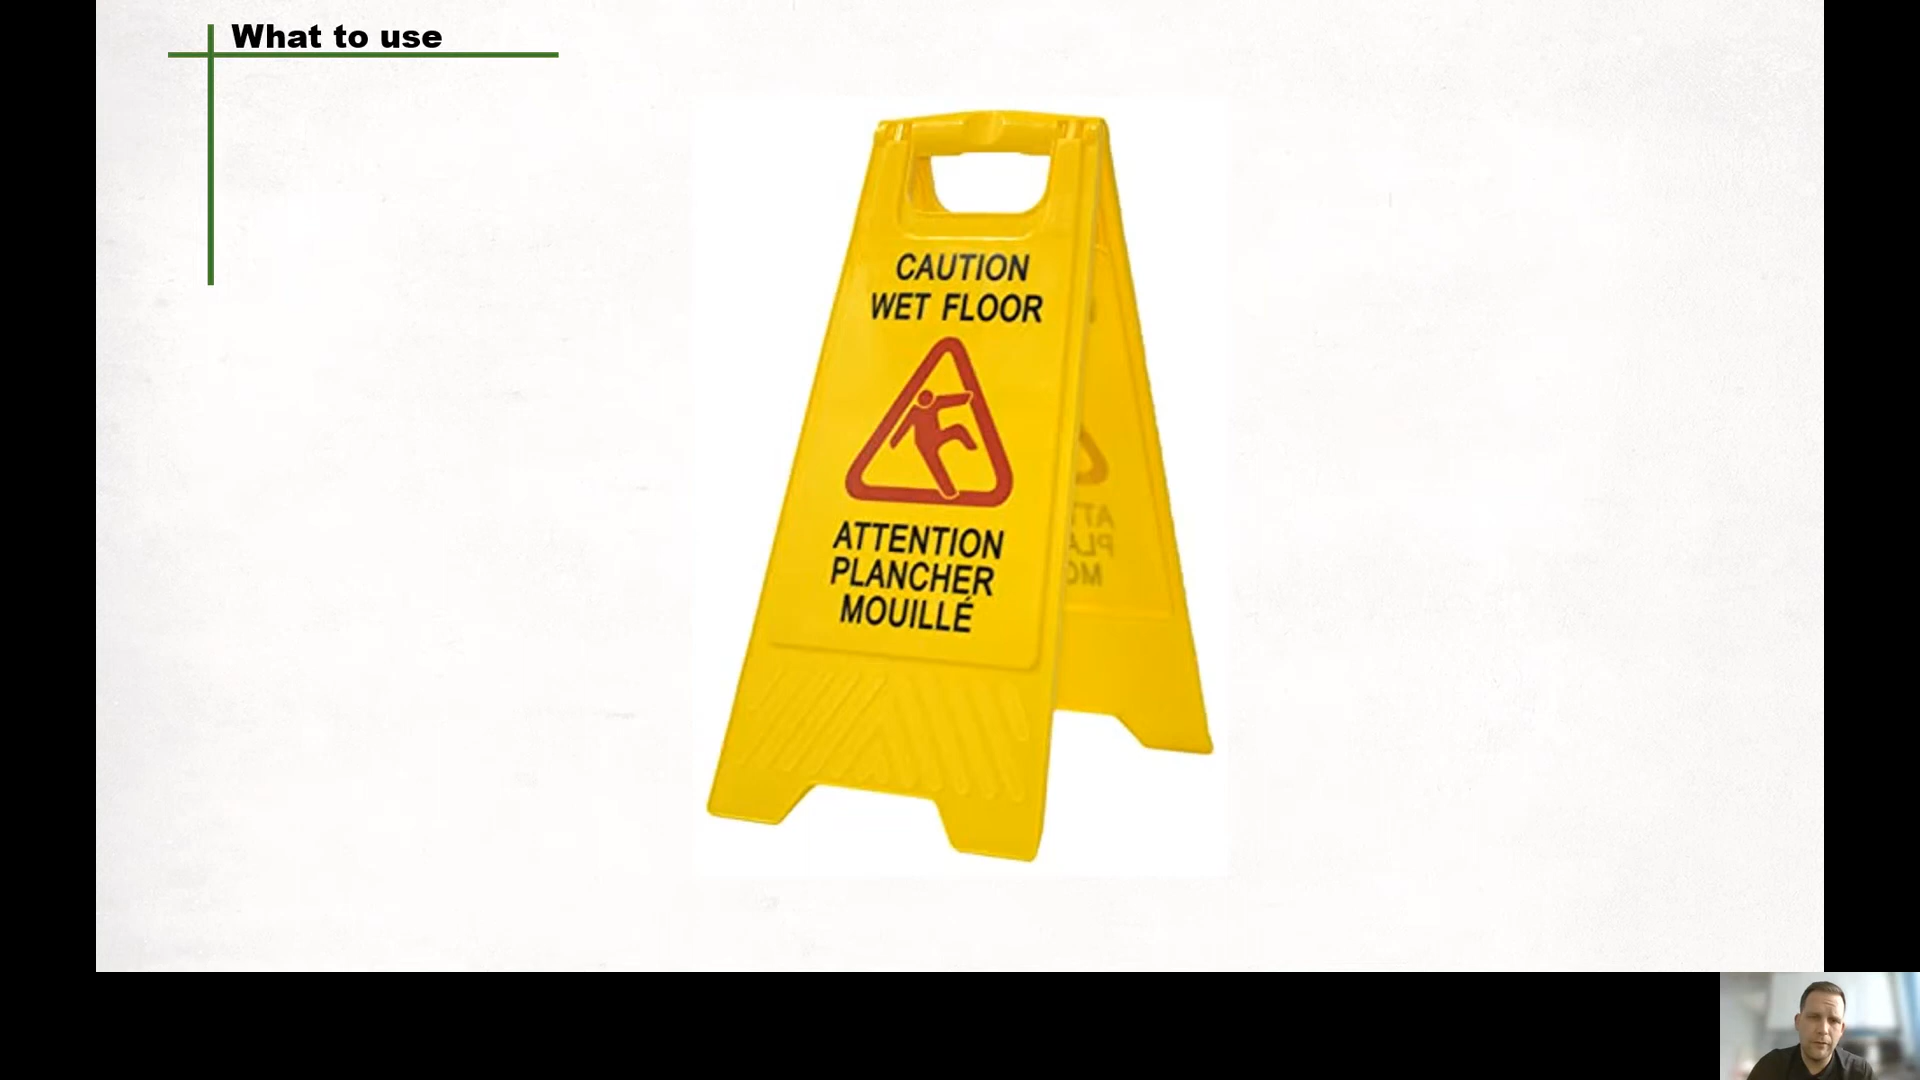 What to use
CAUTION
WET FLOOR
ATTENTION
PLANCHER
MOUILLÉ